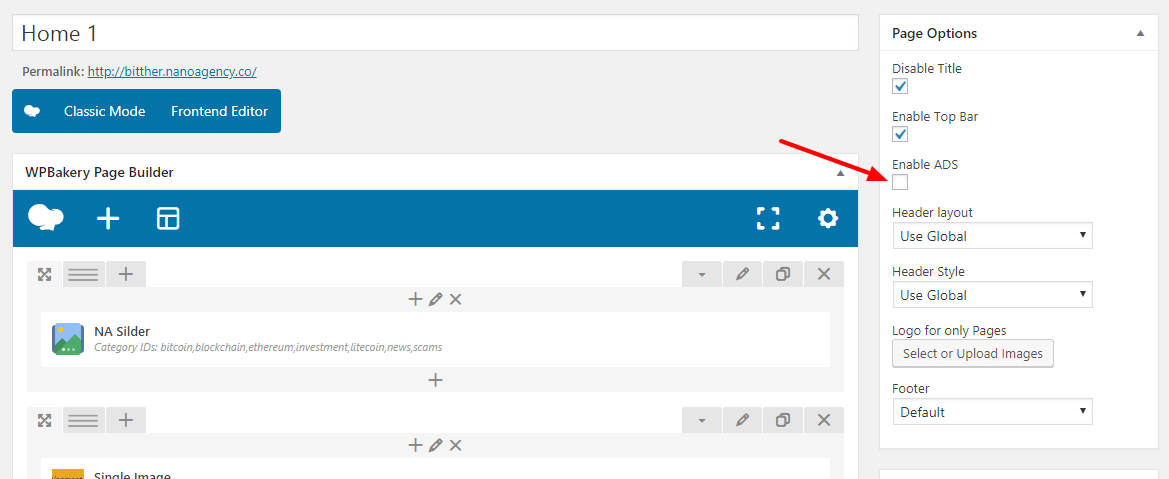 Home 1
Permalink: http://bitther.nanoagency.co/
Classic Mode Frontend Editor
WPBakery Page Builder
NA Silder
Category IDs: bitcoin,blockchain,ethereum,investment,litecoin,news,scams
Single Image
Page Options
Disable Title
Enable Top Bar
Enable ADS
Header layout
Use Global
Header Style
Use Global
Logo for only Pages
Select or Upload Images
Footer
Default